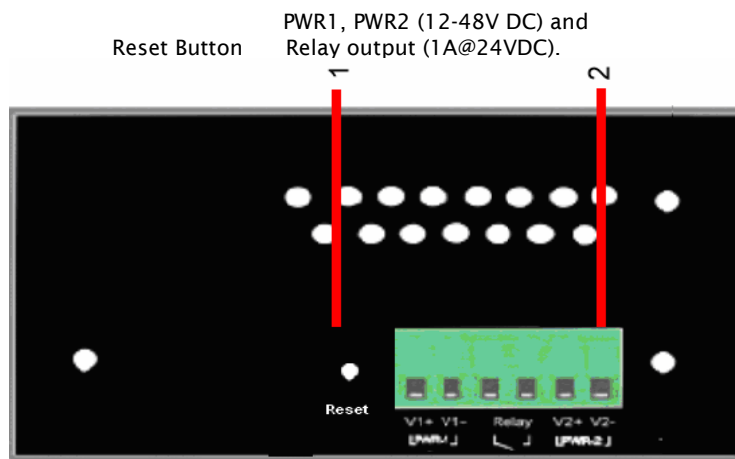 PWR1, PWR2 (12-48V DC) and
Reset Button Relay output (1A@24VDC).
1 2
Reset
V1+ V1- Relay V2+ V2-
PWR-1 PWR-2